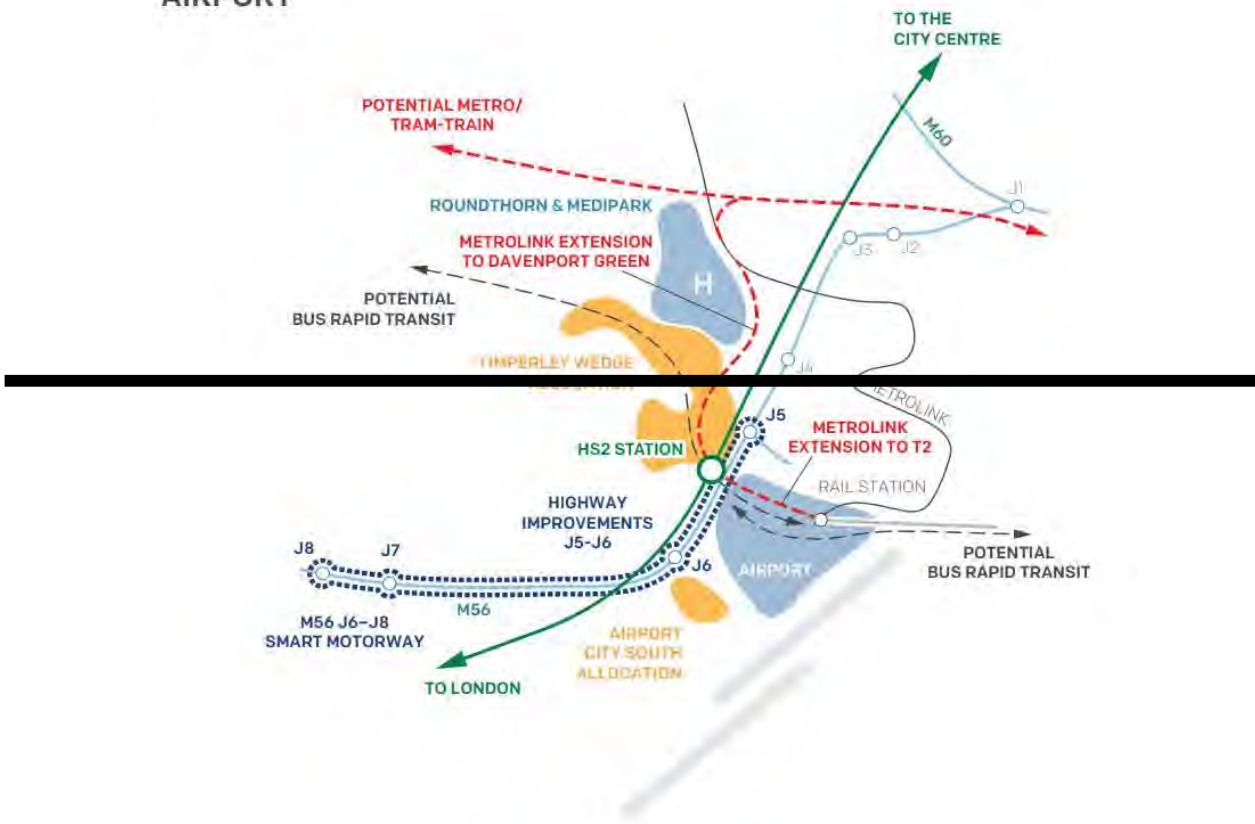 AIRPORT
TO THE
CITY CENTRE
POTENTIAL METRO/
TRAM-TRAIN
M60
J1
ROUNDTHORN & MEDIPARK
METROLINK EXTENSION
TO DAVENPORT GREEN
J3
J2
H
POTENTIAL
BUS RAPID TRANSIT
TIMPERLEY WEDGE
J4
METROLINK
J5
METROLINK
EXTENSION TO T2
HS2 STATION
RAIL STATION
HIGHWAY
IMPROVEMENTS
J5-J6
J8
J7
J6
AIRPORT
POTENTIAL
BUS RAPID TRANSIT
M56
M56 J6–J8
SMART MOTORWAY
AIRPORT
CITY SOUTH
ALLOCATION
TO LONDON